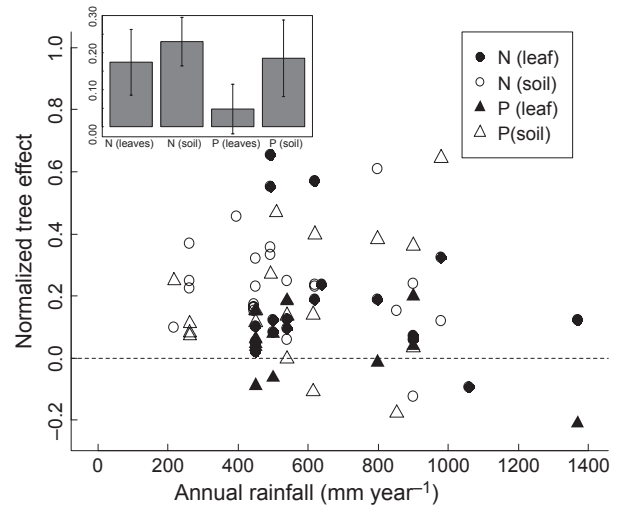 0.00 0.10 0.20 0.30
N (leaves) N (soil) P (leaves) P (soil)
N (leaf)
N (soil)
P (leaf)
P(soil)
Normalized tree effect
1.0
0.8
0.6
0.4
0.2
0.0
−0.2
0 200 400 600 800 1000 1200 1400
Annual rainfall (mm year−1)